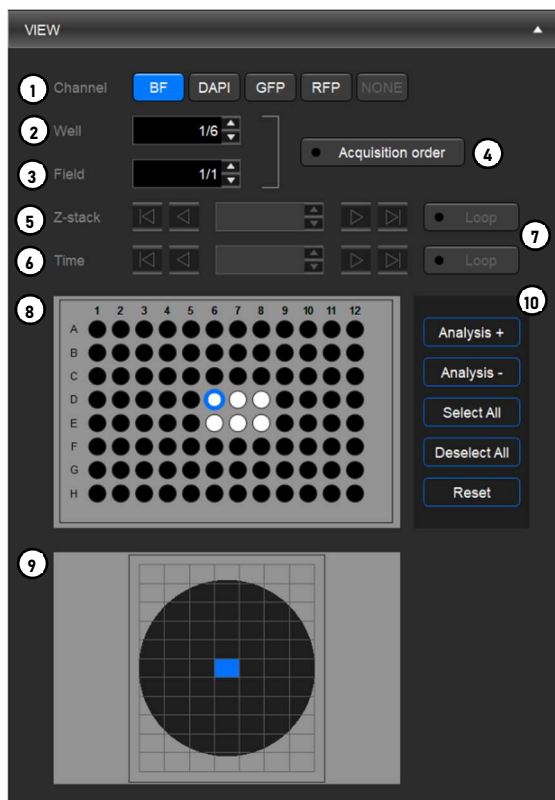 VIEW
1 Channel BF DAPI GFP RFP NONE
2 Well 1/6
3 Field 1/1
Acquisition order 4
5 Z-stack Loop
6 Time Loop
7
8
1 2 3 4 5 6 7 8 9 10 11 12
A
B
C
D
E
F
G
H
10
Analysis +
Analysis -
Select All
Deselect All
Reset
9